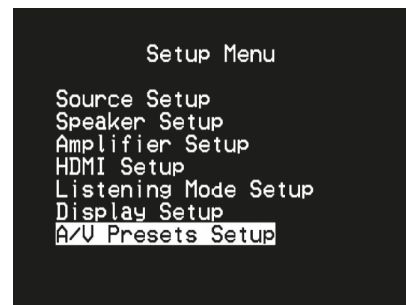 Setup Menu
Source Setup
Speaker Setup
Amplifier Setup
HDMI Setup
Listening Mode Setup
Display Setup
A/V Presets Setup